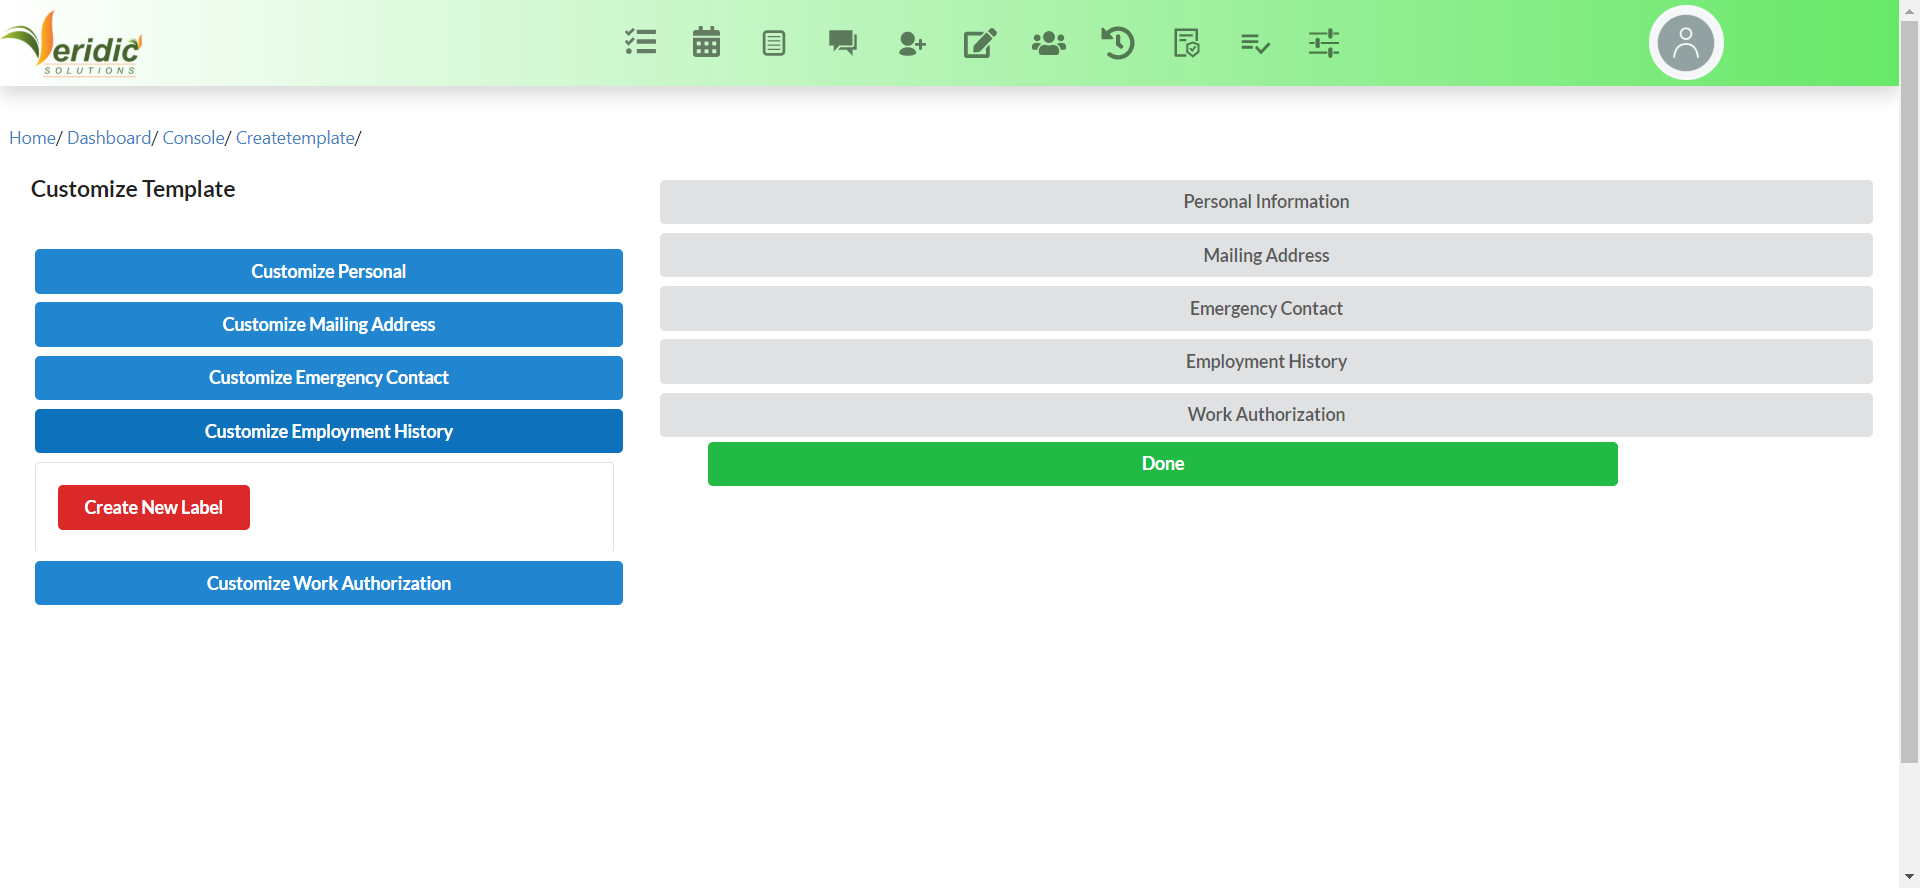 Veridic
SOLUTIONS
Home/ Dashboard/ Console/ Createtemplate/
Customize Template
Customize Personal
Customize Mailing Address
Customize Emergency Contact
Customize Employment History
Create New Label
Customize Work Authorization
Personal Information
Mailing Address
Emergency Contact
Employment History
Work Authorization
Done